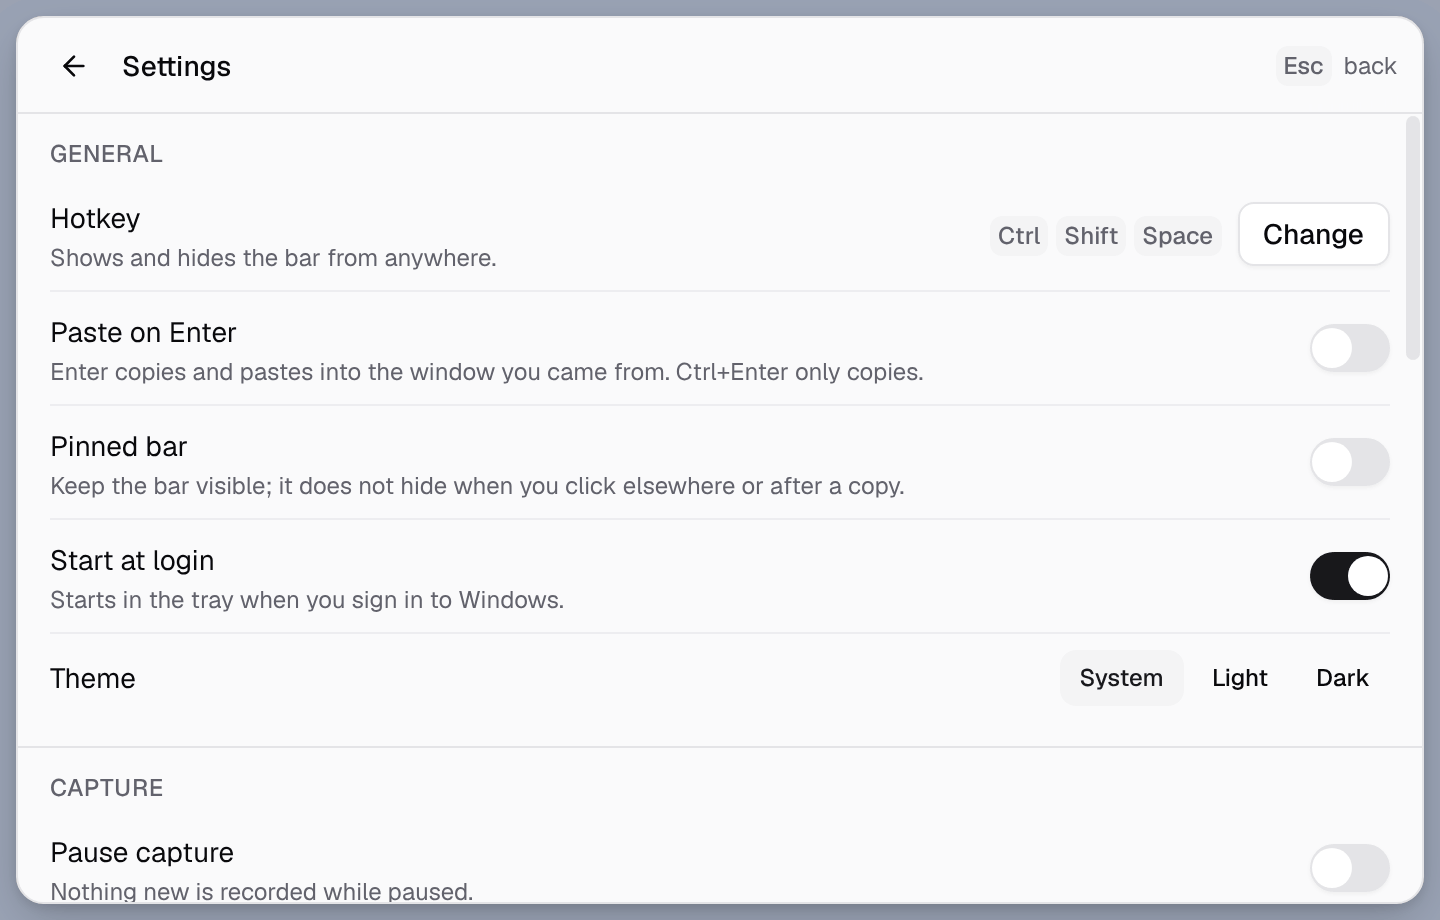 Settings
Esc back
GENERAL
Hotkey
Shows and hides the bar from anywhere.
Ctrl Shift Space Change
Paste on Enter
Enter copies and pastes into the window you came from. Ctrl+Enter only copies.
Pinned bar
Keep the bar visible; it does not hide when you click elsewhere or after a copy.
Start at login
Starts in the tray when you sign in to Windows.
Theme
System Light Dark
CAPTURE
Pause capture
Nothing new is recorded while paused.